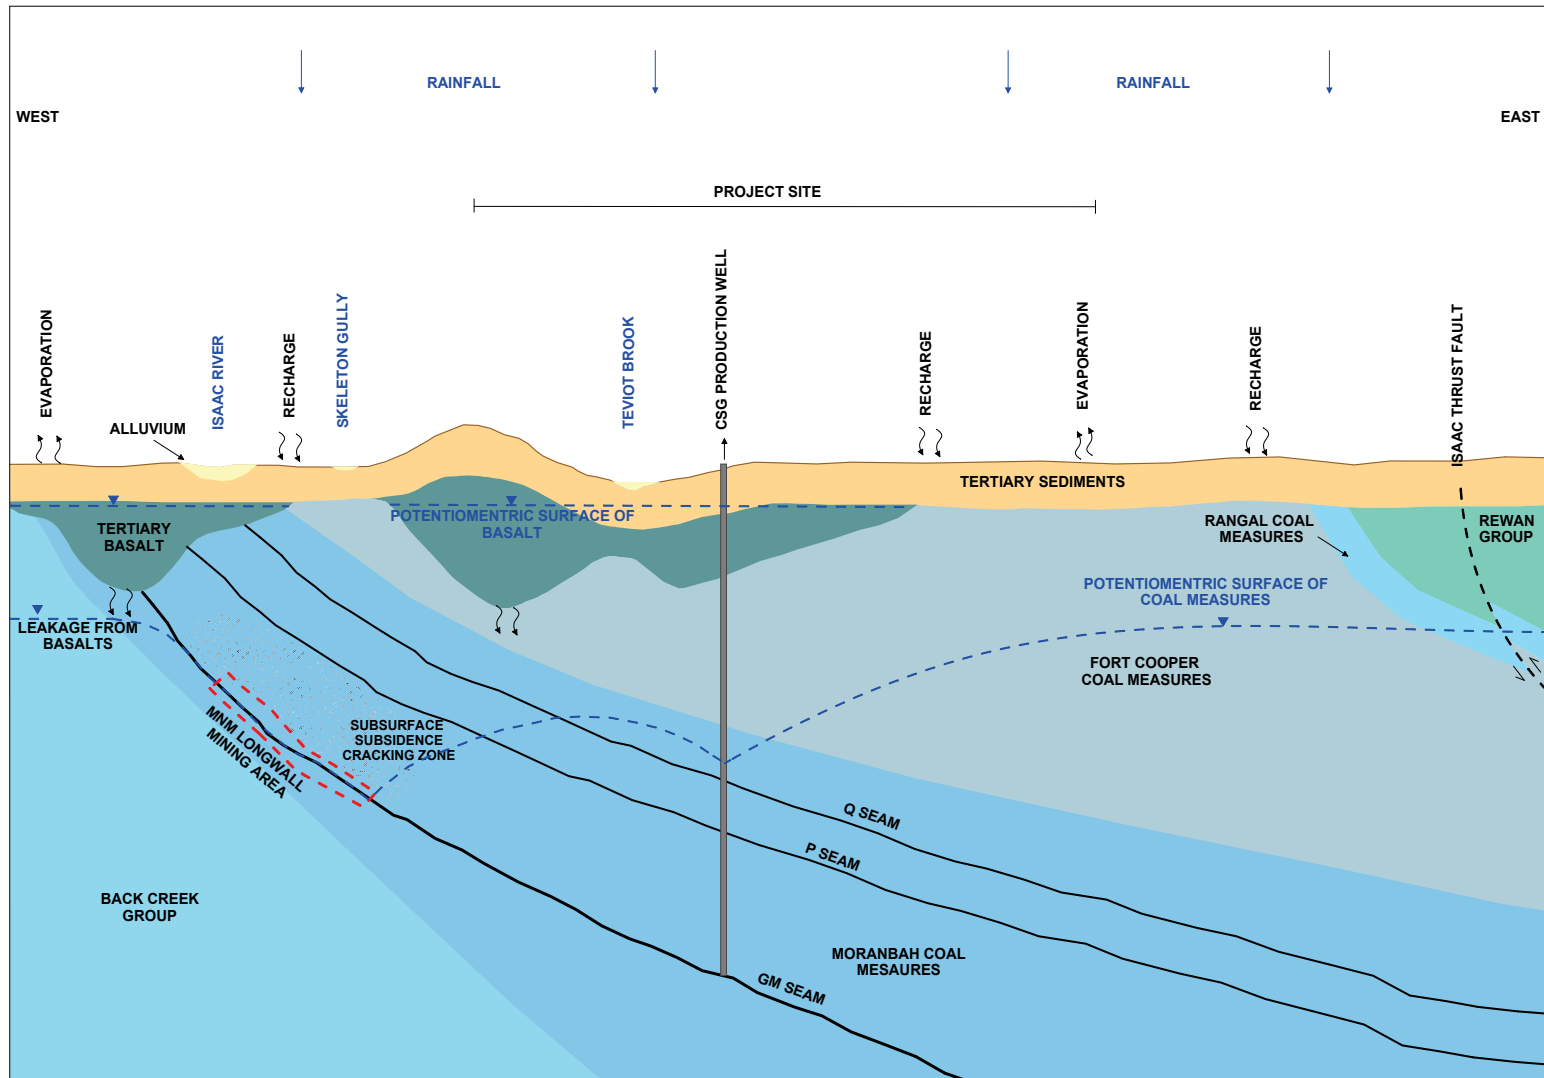 RAINFALL
RAINFALL
WEST
EAST
PROJECT SITE
EVAPORATION
ALLUVIUM
ISAAC RIVER
RECHARGE
SKELETON GULLY
TEVIOT BROOK
CSG PRODUCTION WELL
RECHARGE
EVAPORATION
RECHARGE
ISAAC THRUST FAULT
TERTIARY SEDIMENTS
TERTIARY
BASALT
POTENTIOMENTRIC SURFACE OF
BASALT
RANGAL COAL
MEASURES
REWAN
GROUP
POTENTIOMENTRIC SURFACE OF
COAL MEASURES
LEAKAGE FROM
BASALTS
FORT COOPER
COAL MEASURES
MNM LONGWALL
MINING AREA
SUBSURFACE
SUBSIDENCE
CRACKING ZONE
Q SEAM
P SEAM
BACK CREEK
GROUP
MORANBAH COAL
MESAURES
GM SEAM